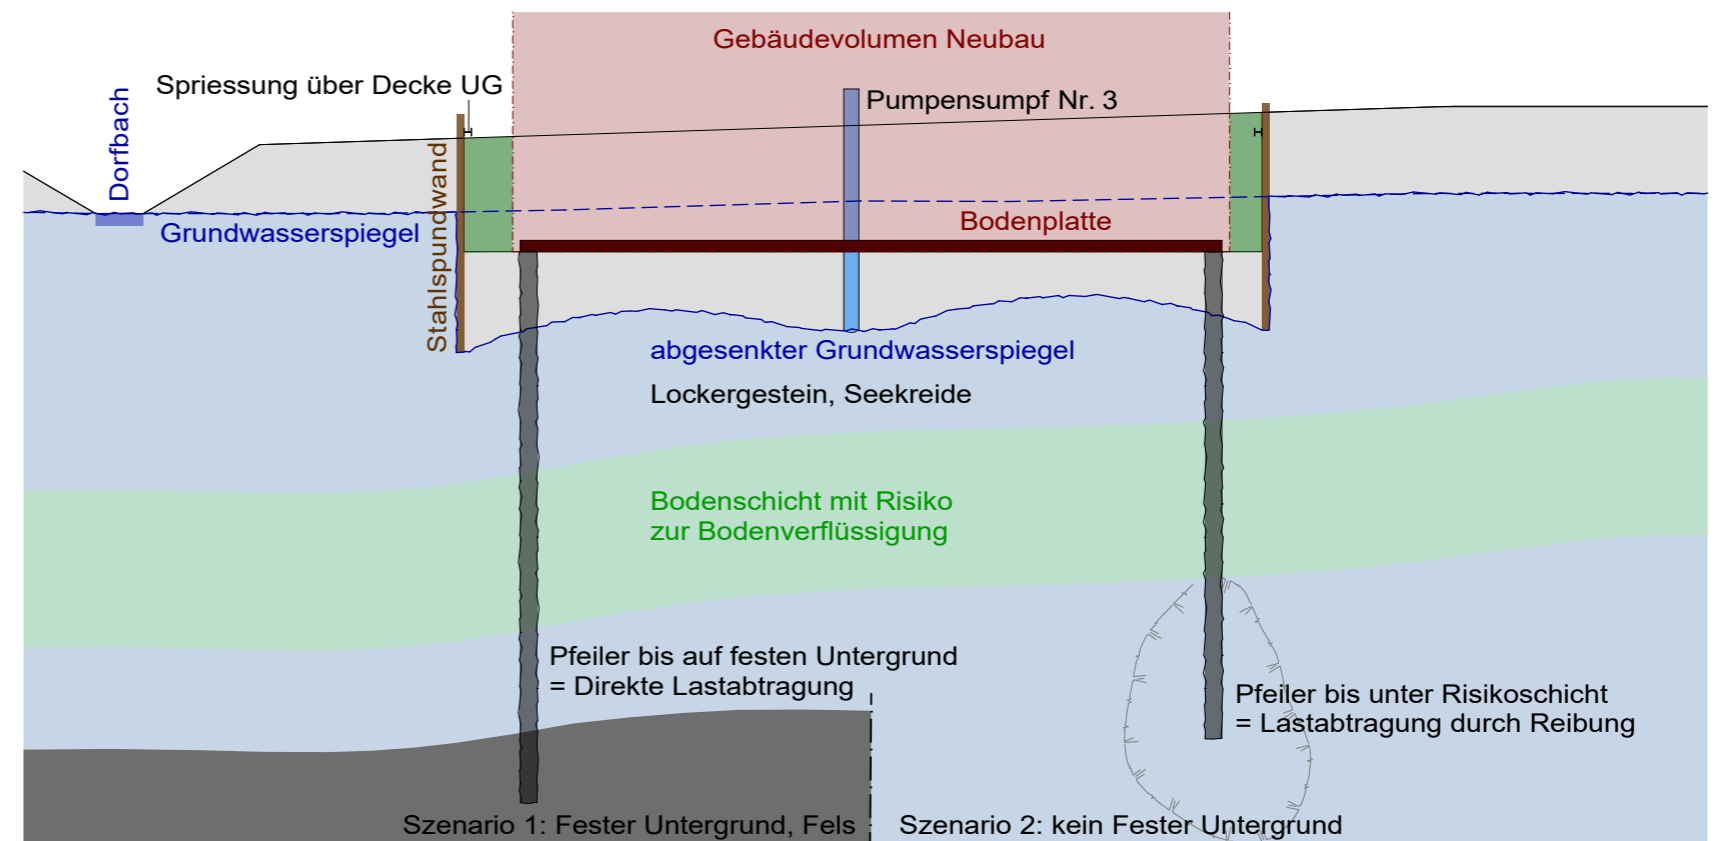 Gebäudevolumen Neubau
Spriessung über Decke UG
Pumpensumpf Nr. 3
Dorfbach
Stahlspundwand
Grundwasserspiegel
Bodenplatte
abgesenkter Grundwasserspiegel
Lockergestein, Seekreide
Bodenschicht mit Risiko
zur Bodenverflüssigung
Pfeiler bis auf festen Untergrund
= Direkte Lastabtragung
Pfeiler bis unter Risikoschicht
= Lastabtragung durch Reibung
Szenario 1: Fester Untergrund, Fels
Szenario 2: kein Fester Untergrund